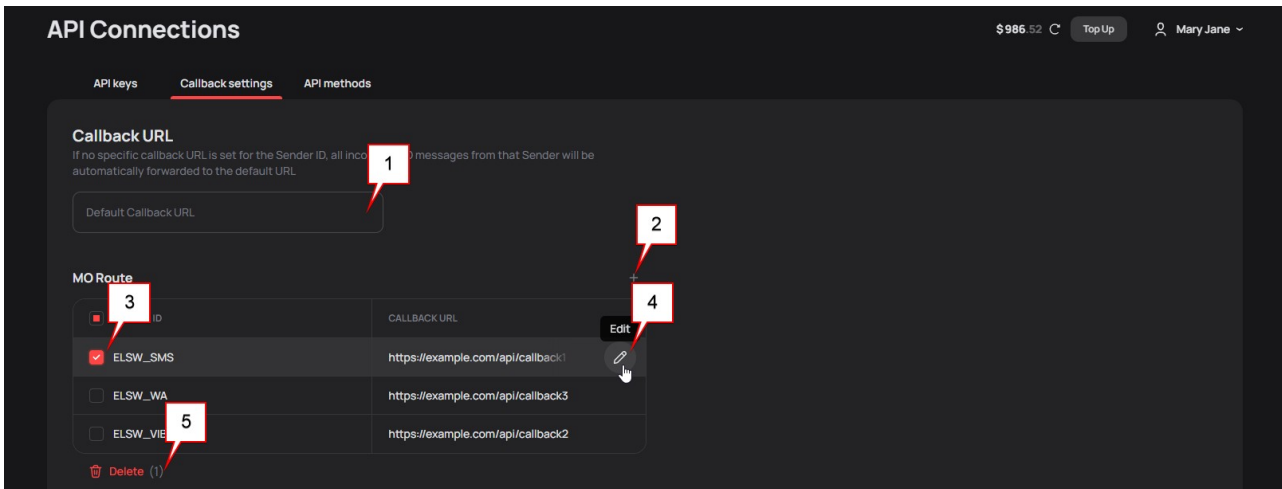 API Connections
$986.52 Top Up Mary Jane
API keys Callback settings API methods
Callback URL
If no specific callback URL is set for the Sender ID, all messages from that Sender will be
automatically forwarded to the default URL
1
Default Callback URL
2
MO Route
3
4
ID CALLBACK URL
Edit
ELSW_SMS https://example.com/api/callback1
ELSW_WA https://example.com/api/callback3
5
ELSW_VIB https://example.com/api/callback2
Delete (1)